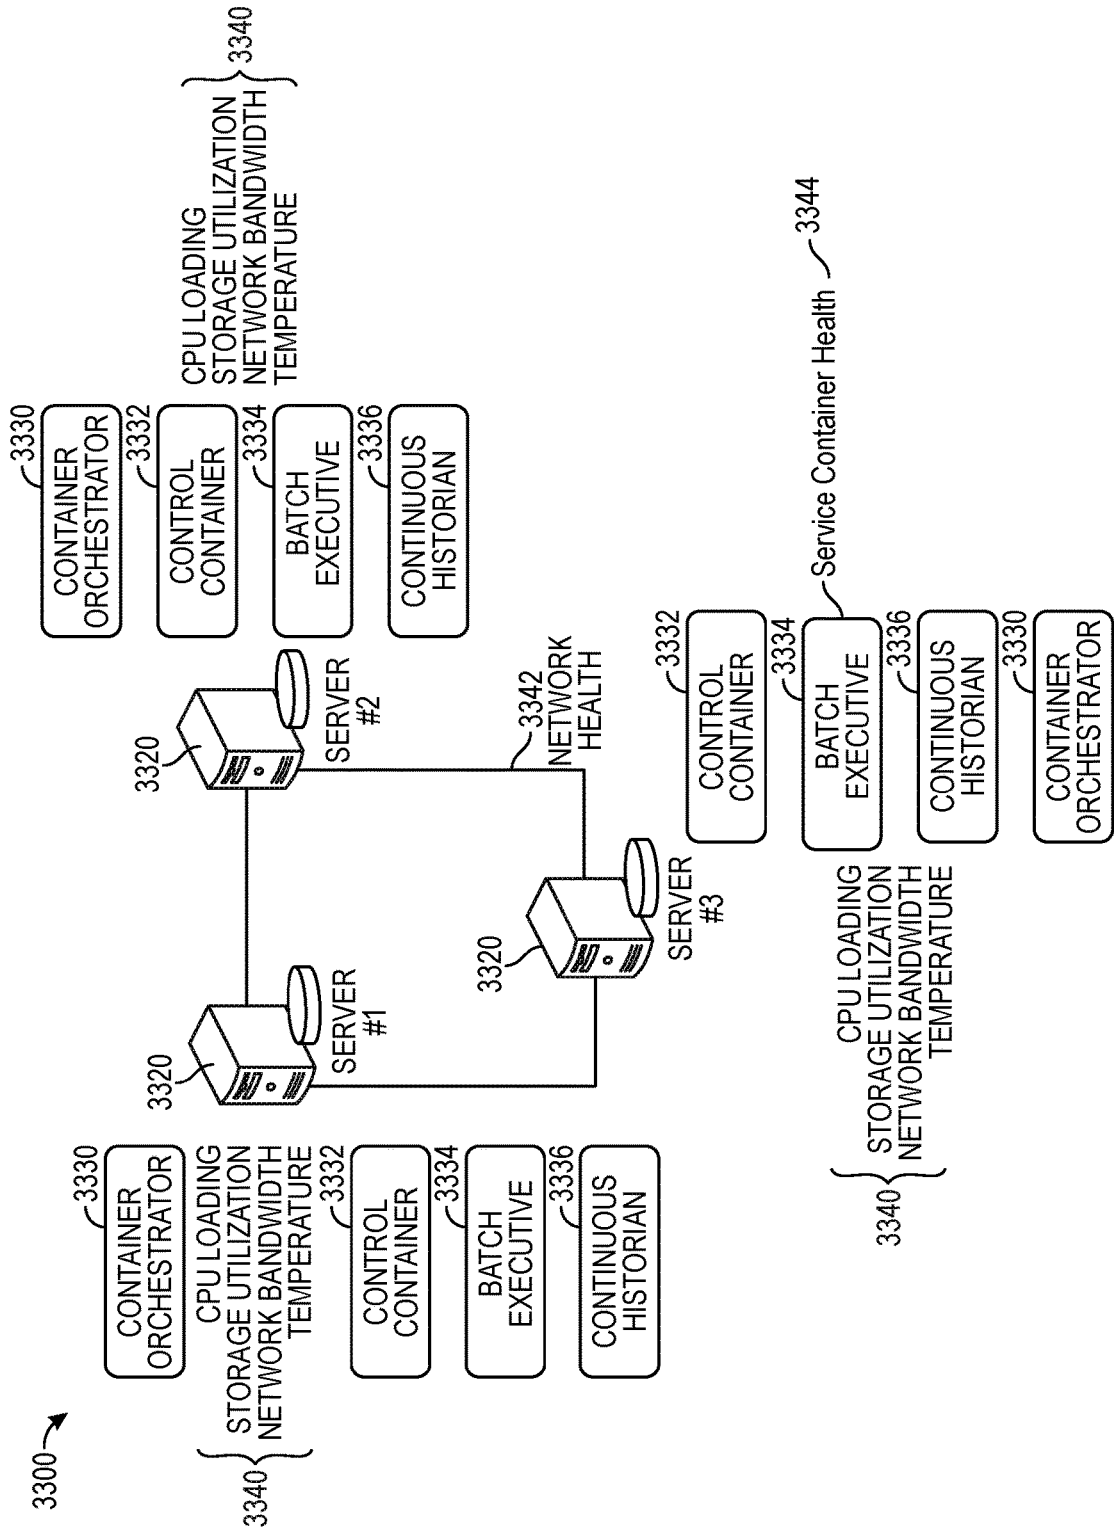 3300
3330
CONTAINER
ORCHESTRATOR
3340
CPU LOADING
STORAGE UTILIZATION
NETWORK BANDWIDTH
TEMPERATURE
3332
CONTROL
CONTAINER
3334
BATCH
EXECUTIVE
3336
CONTINUOUS
HISTORIAN
3320
SERVER
#1
3320
SERVER
#2
3320
SERVER
#3
3342
NETWORK
HEALTH
3330
CONTAINER
ORCHESTRATOR
3332
CONTROL
CONTAINER
3334
BATCH
EXECUTIVE
3336
CONTINUOUS
HISTORIAN
CPU LOADING
STORAGE UTILIZATION
NETWORK BANDWIDTH
TEMPERATURE
3340
3340
CPU LOADING
STORAGE UTILIZATION
NETWORK BANDWIDTH
TEMPERATURE
3332
CONTROL
CONTAINER
3334
BATCH
EXECUTIVE
Service Container Health
3344
3336
CONTINUOUS
HISTORIAN
3330
CONTAINER
ORCHESTRATOR